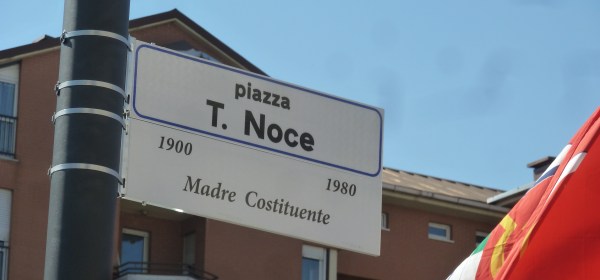 piazza
T. Noce
1900 1980
Madre Costituente